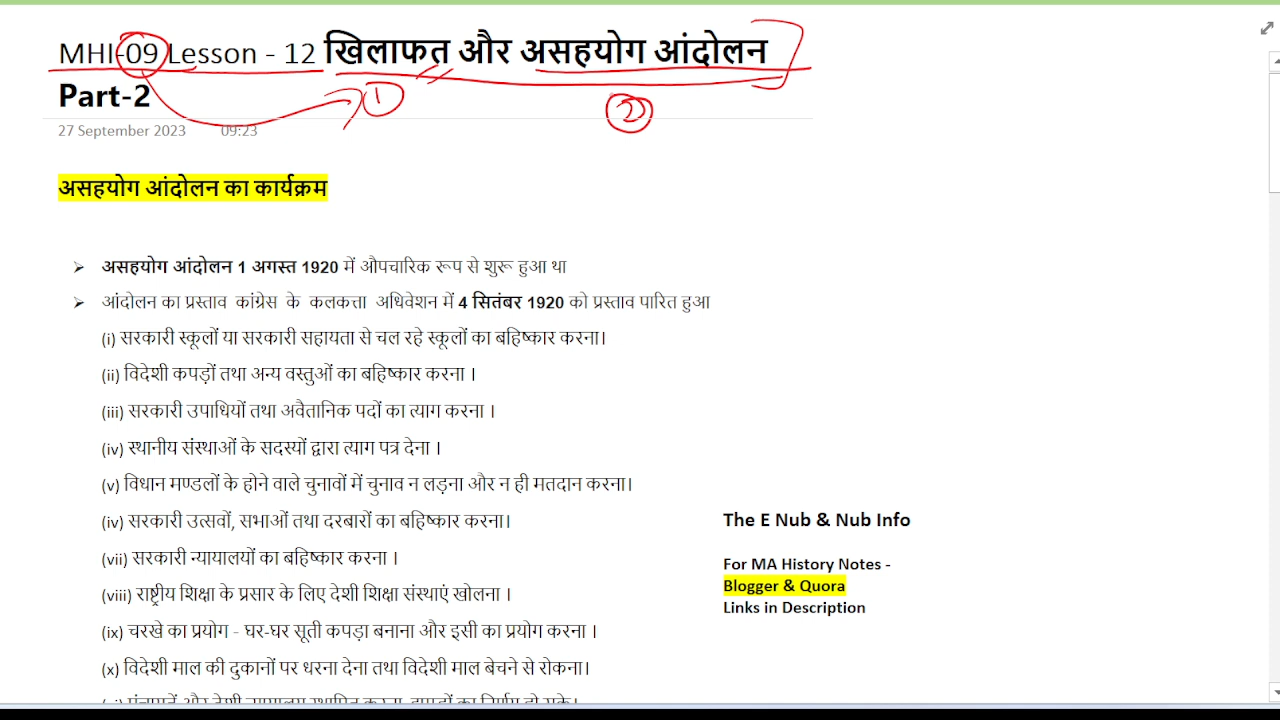 MHI-09 Lesson - 12 खिलाफत और असहयोग आंदोलन
Part-2
1
2
27 September 2023 09:23
असहयोग आंदोलन का कार्यक्रम
➢ असहयोग आंदोलन 1 अगस्त 1920 में औपचारिक रूप से शुरू हुआ था
➢ आंदोलन का प्रस्ताव कांग्रेस के कलकत्ता अधिवेशन में 4 सितंबर 1920 को प्रस्ताव पारित हुआ
(i) सरकारी स्कूलों या सरकारी सहायता से चल रहे स्कूलों का बहिष्कार करना।
(ii) विदेशी कपड़ों तथा अन्य वस्तुओं का बहिष्कार करना ।
(iii) सरकारी उपाधियों तथा अवैतानिक पदों का त्याग करना ।
(iv) स्थानीय संस्थाओं के सदस्यों द्वारा त्याग पत्र देना ।
(v) विधान मण्डलों के होने वाले चुनावों में चुनाव न लड़ना और न ही मतदान करना।
(iv) सरकारी उत्सवों, सभाओं तथा दरबारों का बहिष्कार करना।
(vii) सरकारी न्यायालयों का बहिष्कार करना ।
(viii) राष्ट्रीय शिक्षा के प्रसार के लिए देशी शिक्षा संस्थाएं खोलना ।
(ix) चरखे का प्रयोग - घर-घर सूती कपड़ा बनाना और इसी का प्रयोग करना ।
(x) विदेशी माल की दुकानों पर धरना देना तथा विदेशी माल बेचने से रोकना।
The E Nub & Nub Info
For MA History Notes -
Blogger & Quora
Links in Description